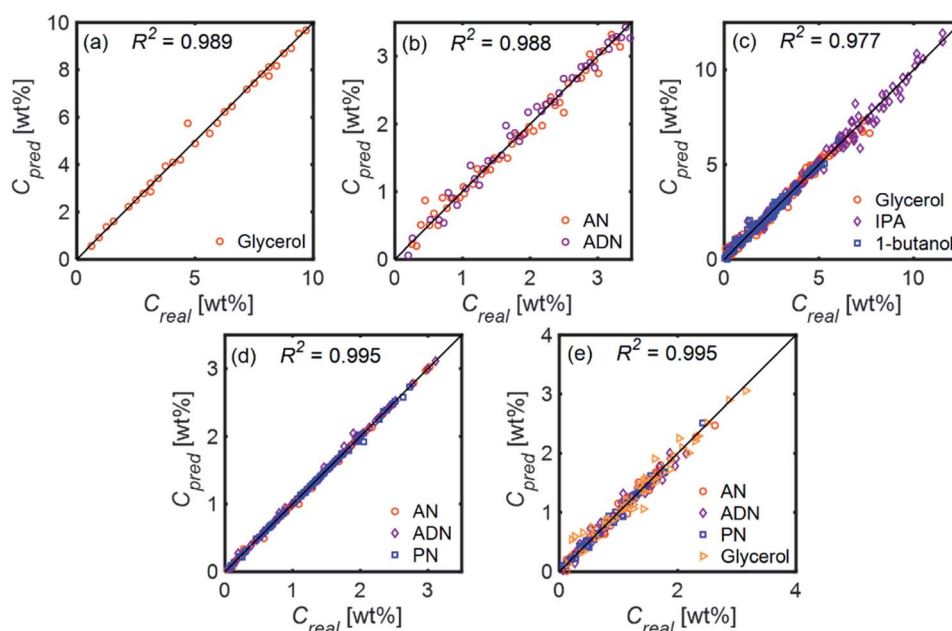 (a) R² = 0.989
10
8
6
4
2
0
C_pred [wt%]
Glycerol
0 5 10
C_real [wt%]
(b) R² = 0.988
3
2
1
0
C_pred [wt%]
AN
ADN
0 1 2 3
C_real [wt%]
(c) R² = 0.977
10
5
0
C_pred [wt%]
Glycerol
IPA
1-butanol
0 5 10
C_real [wt%]
(d) R² = 0.995
3
2
1
0
C_pred [wt%]
AN
ADN
PN
0 1 2 3
C_real [wt%]
(e) R² = 0.995
4
3
2
1
0
C_pred [wt%]
AN
ADN
PN
Glycerol
0 2 4
C_real [wt%]